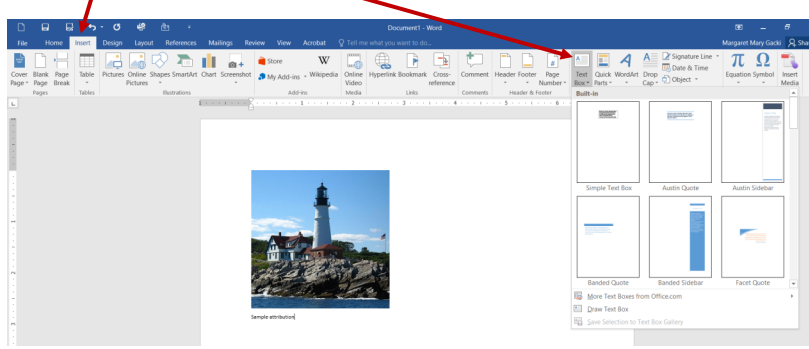 Document1 - Word
File Home Insert Design Layout References Mailings Review View Acrobat Tell me what you want to do...
Margaret Mary Gacki Sha
Cover Page
Blank Page
Page Break
Table
Pictures
Online Pictures
Shapes
SmartArt
Chart
Screenshot
Store
My Add-ins
Wikipedia
Online Video
Hyperlink
Bookmark
Cross-reference
Comment
Header
Footer
Page Number
Text Box
Quick Parts
WordArt
Drop Cap
Signature Line
Date & Time
Object
Equation
Symbol
Insert Media
Pages Tables Illustrations Add-ins Media Links Comments Header & Footer
Built-in
Simple Text Box Austin Quote Austin Sidebar
Banded Quote Banded Sidebar Facet Quote
More Text Boxes from Office.com
Draw Text Box
Save Selection to Text Box Gallery
Sample attribution